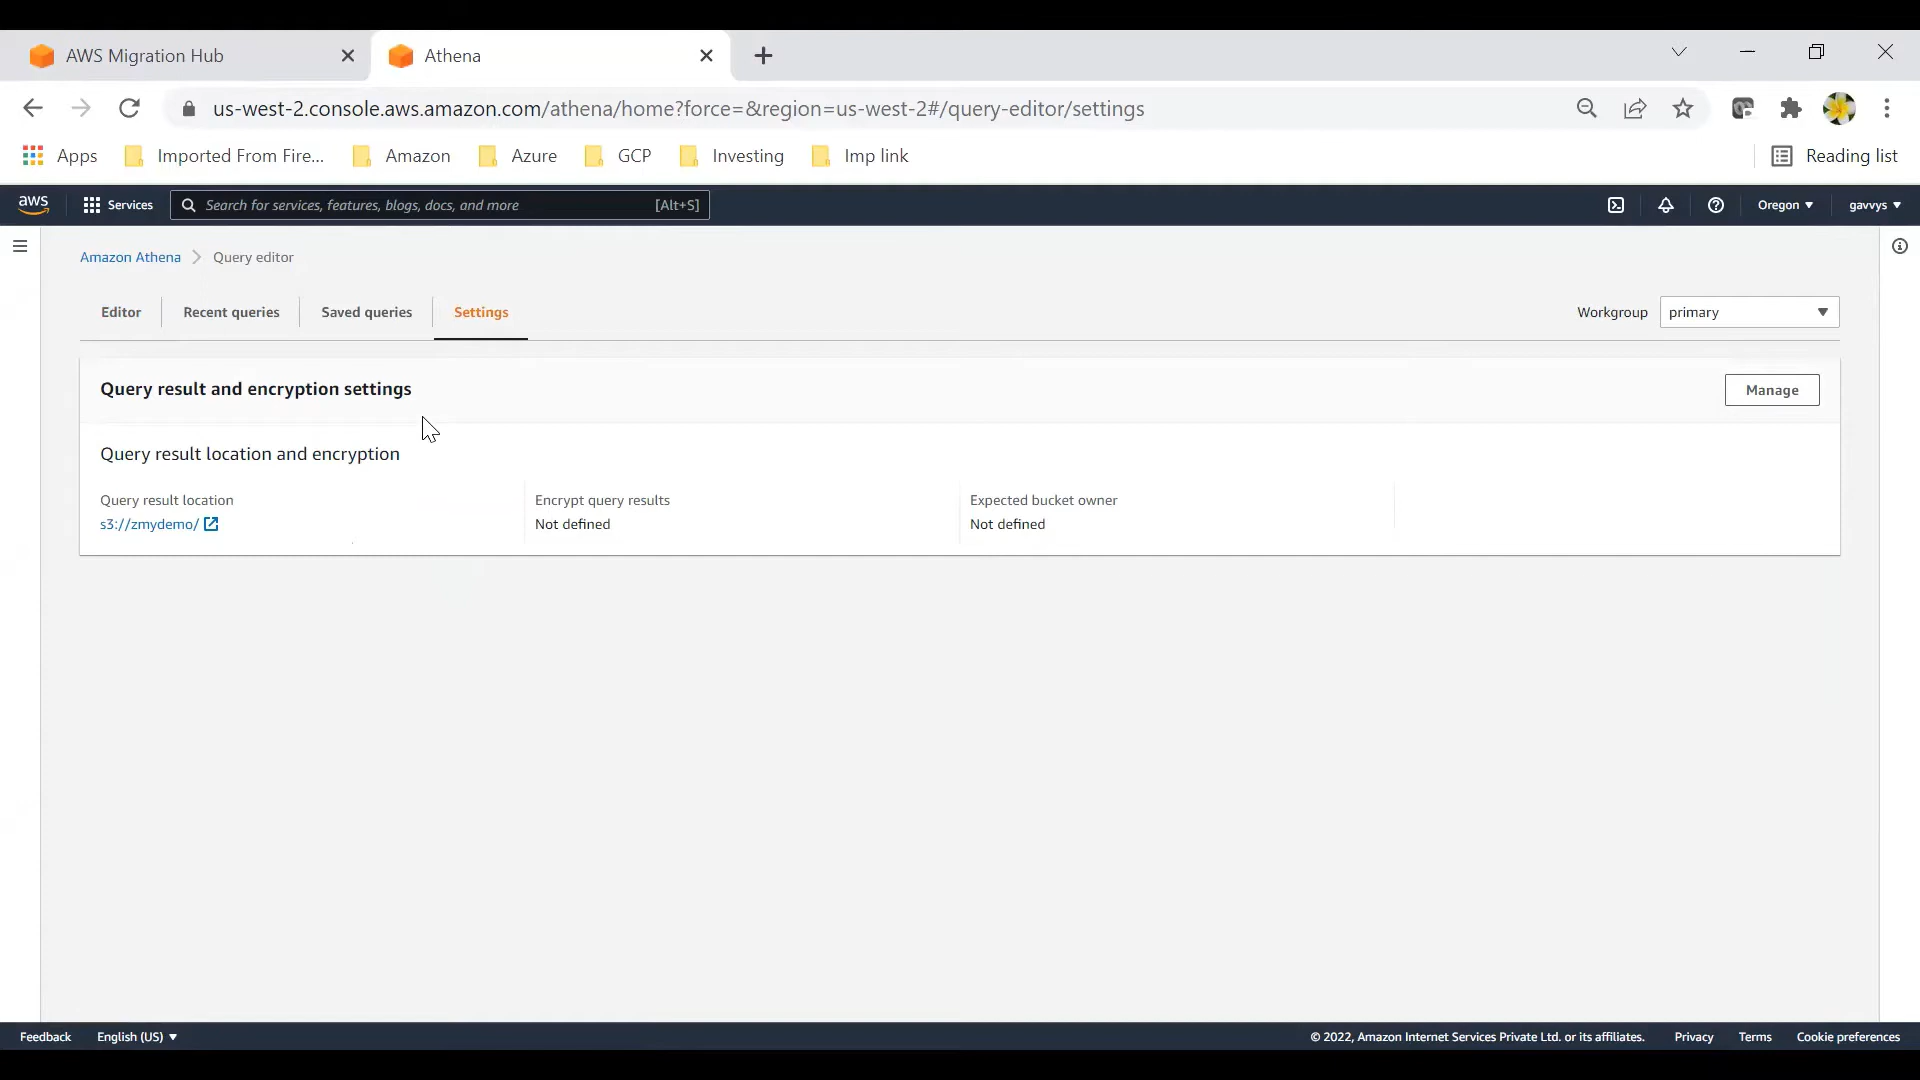 AWS Migration Hub
Athena
us-west-2.console.aws.amazon.com/athena/home?force=&region=us-west-2#/query-editor/settings
Apps Imported From Fire... Amazon Azure GCP Investing Imp link Reading list
aws Services Search for services, features, blogs, docs, and more [Alt+S] Oregon gavvys
Amazon Athena Query editor
Editor Recent queries Saved queries Settings Workgroup primary
Query result and encryption settings Manage
Query result location and encryption
Query result location Encrypt query results Expected bucket owner
s3://zmydemo/ Not defined Not defined
Feedback English (US) © 2022, Amazon Internet Services Private Ltd. or its affiliates. Privacy Terms Cookie preferences